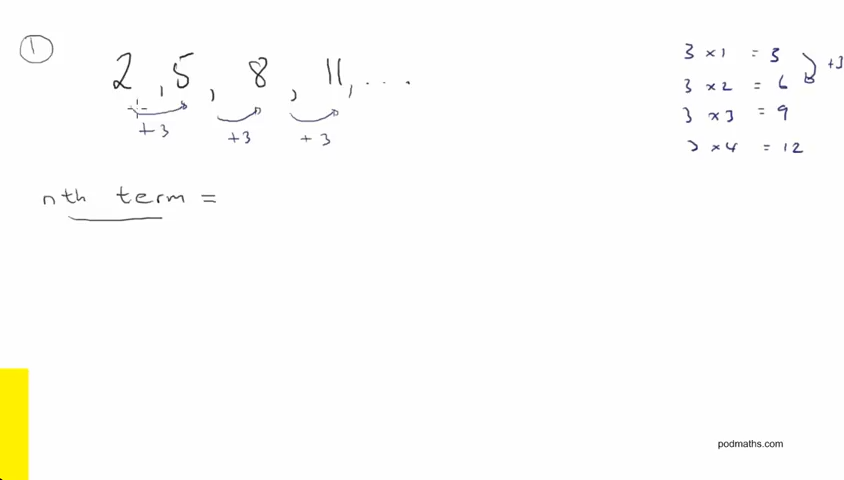 1
2, 5, 8, 11, ...
+3 +3 +3
nth term =
3 × 1 = 3
3 × 2 = 6
+3
3 × 3 = 9
3 × 4 = 12
podmaths.com